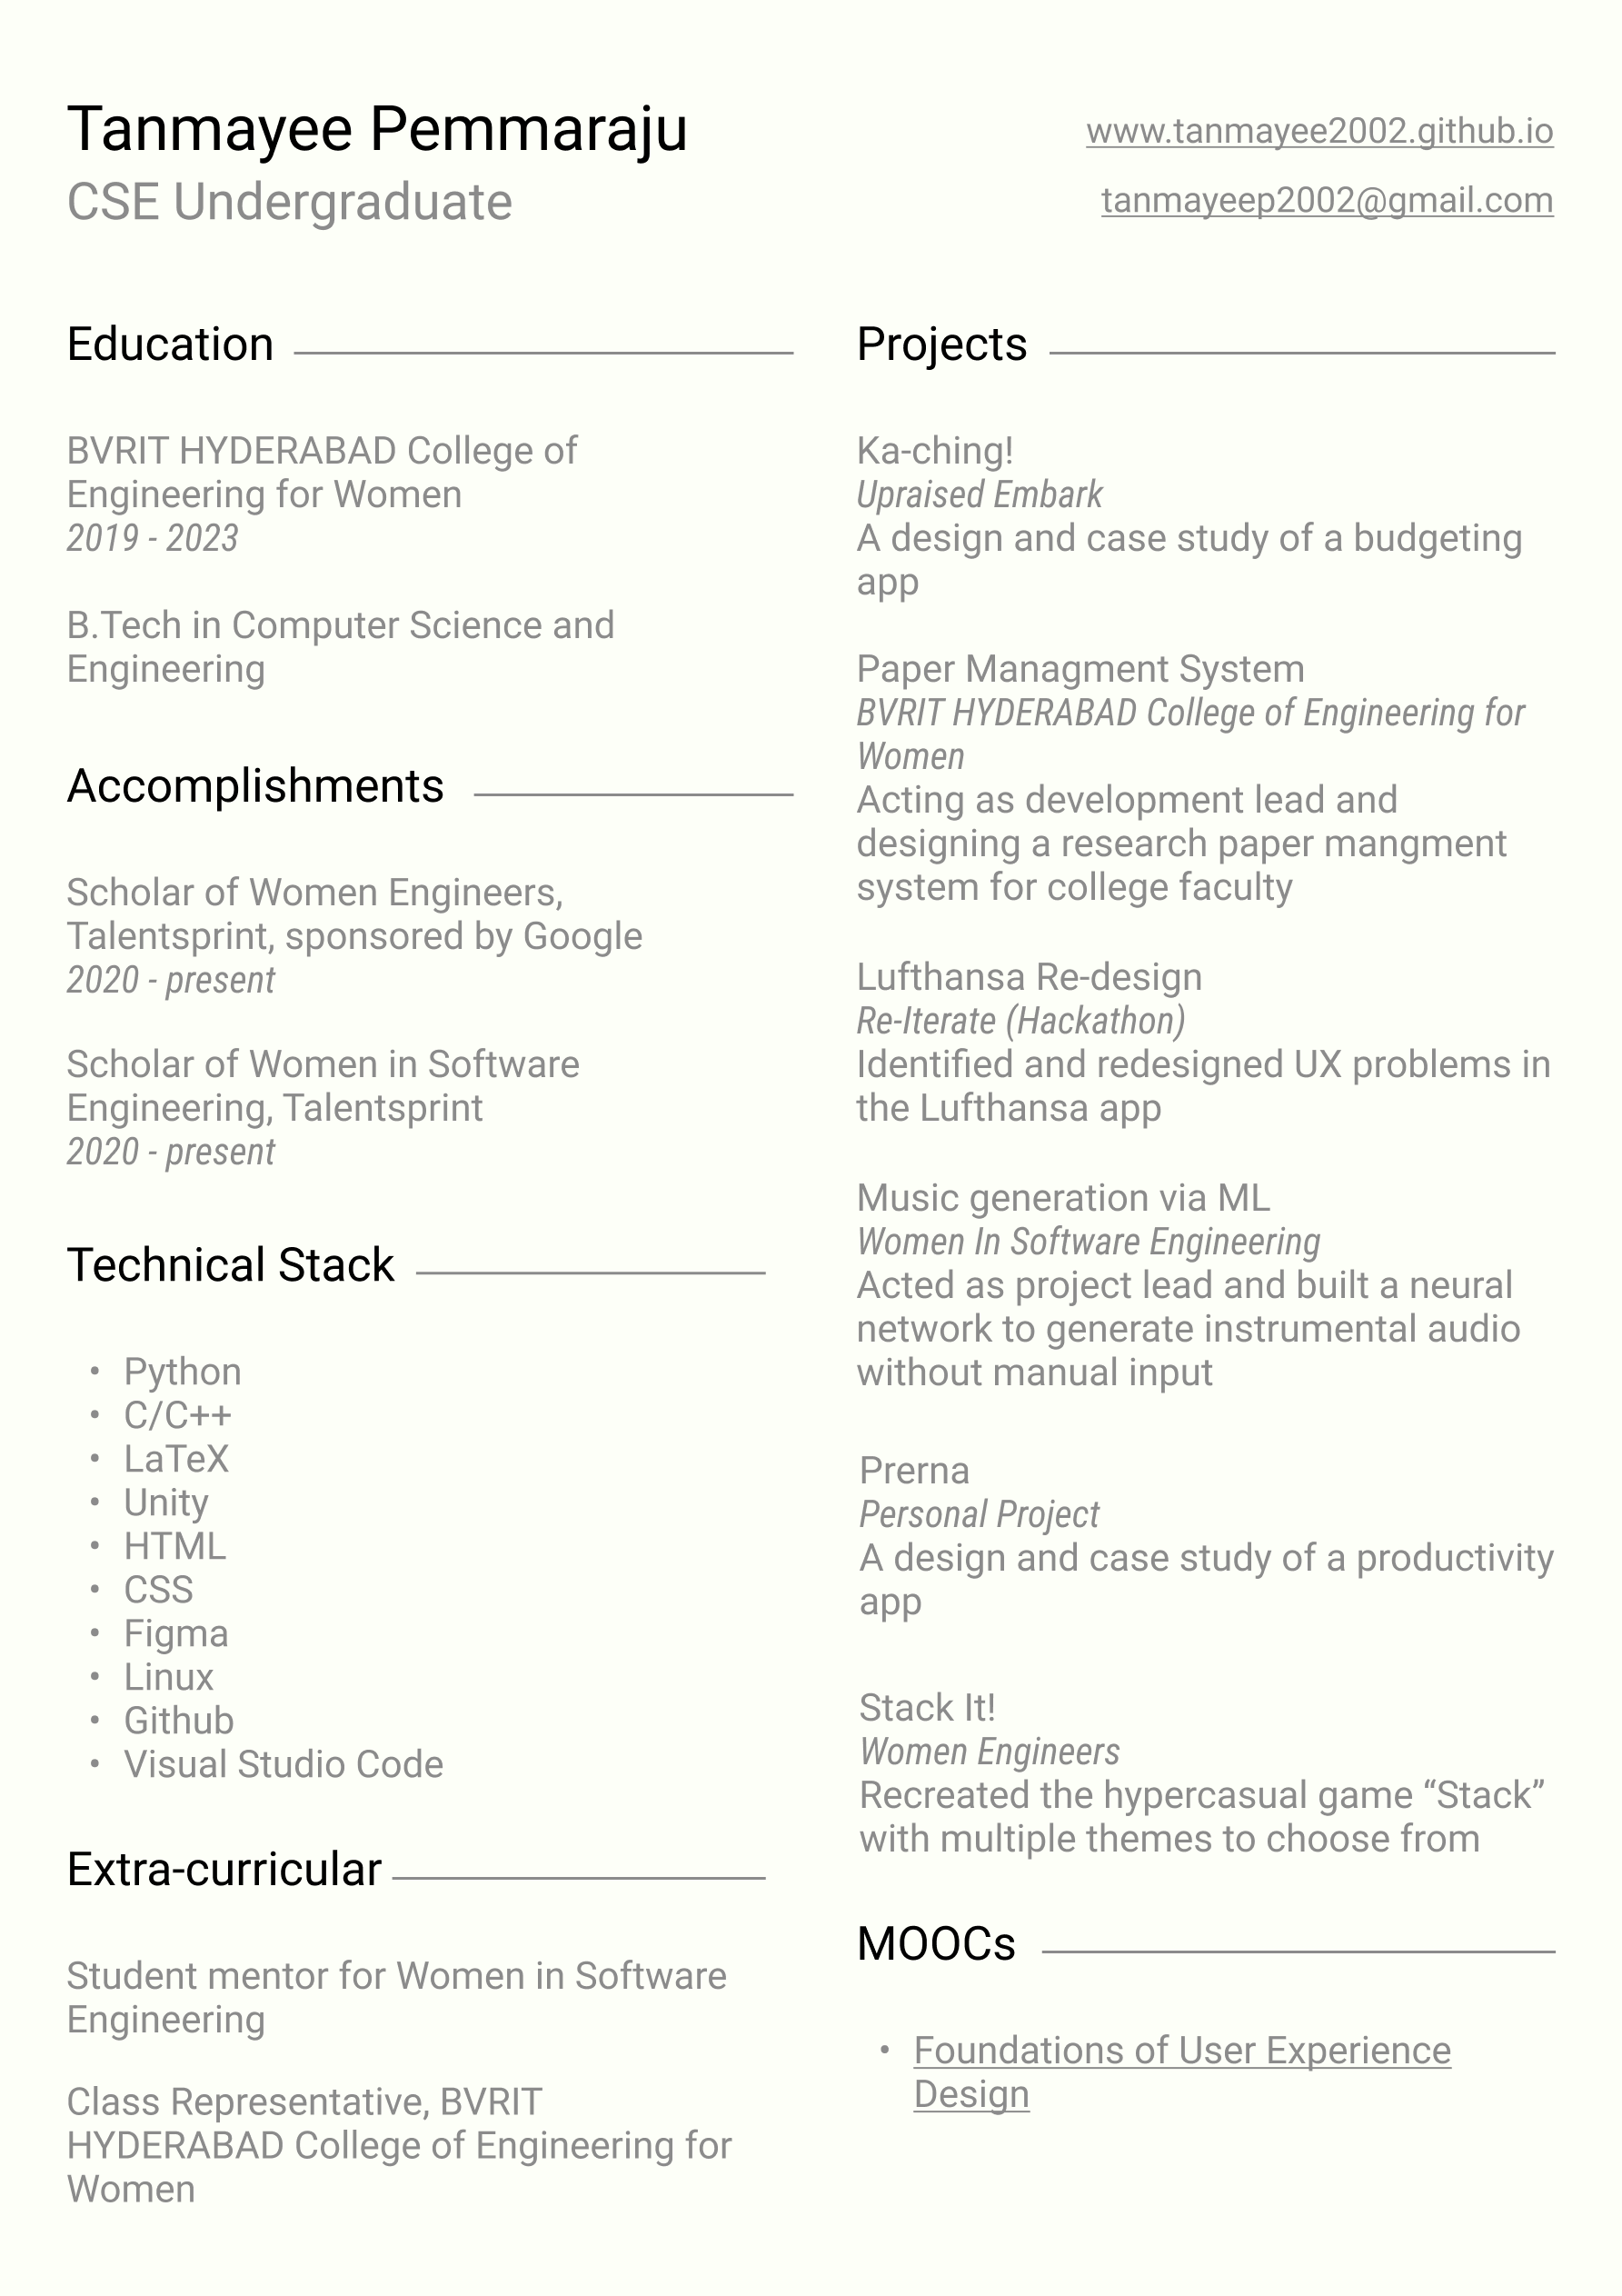 Tanmayee Pemmaraju
CSE Undergraduate
www.tanmayee2002.github.io
tanmayeep2002@gmail.com
Education
BVRIT HYDERABAD College of
Engineering for Women
2019 - 2023
B.Tech in Computer Science and
Engineering
Accomplishments
Scholar of Women Engineers,
Talentsprint, sponsored by Google
2020 - present
Scholar of Women in Software
Engineering, Talentsprint
2020 - present
Technical Stack
• Python
• C/C++
• LaTeX
• Unity
• HTML
• CSS
• Figma
• Linux
• Github
• Visual Studio Code
Extra-curricular
Student mentor for Women in Software
Engineering
Class Representative, BVRIT
HYDERABAD College of Engineering for
Women
Projects
Ka-ching!
Upraised Embark
A design and case study of a budgeting
app
Paper Managment System
BVRIT HYDERABAD College of Engineering for
Women
Acting as development lead and
designing a research paper mangment
system for college faculty
Lufthansa Re-design
Re-Iterate (Hackathon)
Identified and redesigned UX problems in
the Lufthansa app
Music generation via ML
Women In Software Engineering
Acted as project lead and built a neural
network to generate instrumental audio
without manual input
Prerna
Personal Project
A design and case study of a productivity
app
Stack It!
Women Engineers
Recreated the hypercasual game “Stack”
with multiple themes to choose from
MOOCs
• Foundations of User Experience
Design